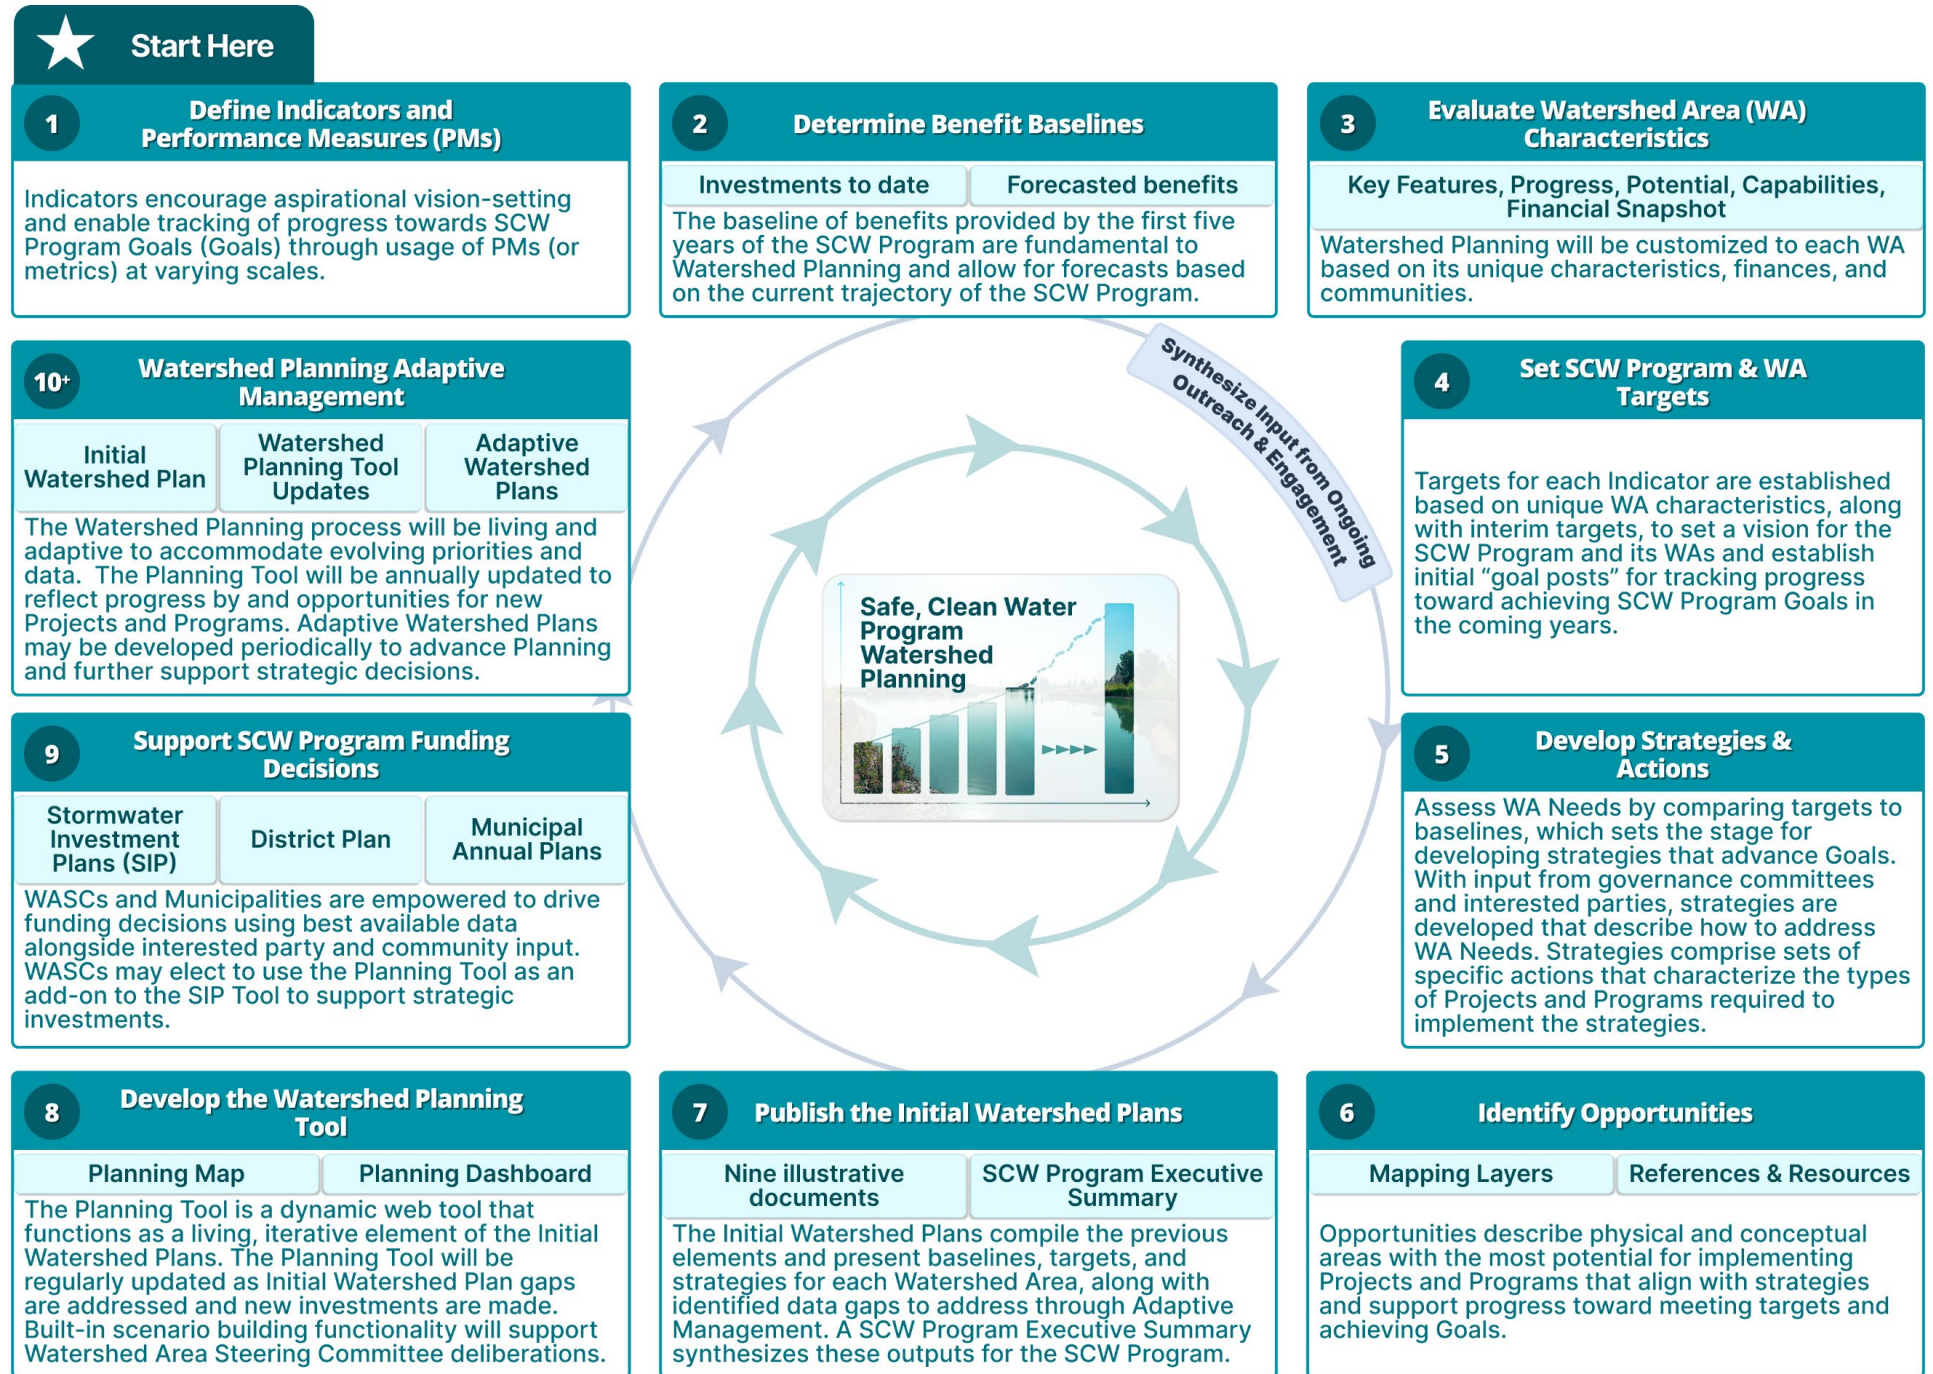 Start Here
1
Define Indicators and
Performance Measures (PMs)
Indicators encourage aspirational vision-setting
and enable tracking of progress towards SCW
Program Goals (Goals) through usage of PMs (or
metrics) at varying scales.
2
Determine Benefit Baselines
Investments to date
Forecasted benefits
The baseline of benefits provided by the first five
years of the SCW Program are fundamental to
Watershed Planning and allow for forecasts based
on the current trajectory of the SCW Program.
3
Evaluate Watershed Area (WA)
Characteristics
Key Features, Progress, Potential, Capabilities,
Financial Snapshot
Watershed Planning will be customized to each WA
based on its unique characteristics, finances, and
communities.
Synthesize Input from Ongoing
Outreach & Engagement
4
Set SCW Program & WA
Targets
Targets for each Indicator are established
based on unique WA characteristics, along
with interim targets, to set a vision for the
SCW Program and its WAs and establish
initial “goal posts” for tracking progress
toward achieving SCW Program Goals in
the coming years.
5
Develop Strategies &
Actions
Assess WA Needs by comparing targets to
baselines, which sets the stage for
developing strategies that advance Goals.
With input from governance committees
and interested parties, strategies are
developed that describe how to address
WA Needs. Strategies comprise sets of
specific actions that characterize the types
of Projects and Programs required to
implement the strategies.
6
Identify Opportunities
Mapping Layers
References & Resources
Opportunities describe physical and conceptual
areas with the most potential for implementing
Projects and Programs that align with strategies
and support progress toward meeting targets and
achieving Goals.
7
Publish the Initial Watershed Plans
Nine illustrative
documents
SCW Program Executive
Summary
The Initial Watershed Plans compile the previous
elements and present baselines, targets, and
strategies for each Watershed Area, along with
identified data gaps to address through Adaptive
Management. A SCW Program Executive Summary
synthesizes these outputs for the SCW Program.
8
Develop the Watershed Planning
Tool
Planning Map
Planning Dashboard
The Planning Tool is a dynamic web tool that
functions as a living, iterative element of the Initial
Watershed Plans. The Planning Tool will be
regularly updated as Initial Watershed Plan gaps
are addressed and new investments are made.
Built-in scenario building functionality will support
Watershed Area Steering Committee deliberations.
9
Support SCW Program Funding
Decisions
Stormwater
Investment
Plans (SIP)
District Plan
Municipal
Annual Plans
WASCs and Municipalities are empowered to drive
funding decisions using best available data
alongside interested party and community input.
WASCs may elect to use the Planning Tool as an
add-on to the SIP Tool to support strategic
investments.
10+
Watershed Planning Adaptive
Management
Initial
Watershed Plan
Watershed
Planning Tool
Updates
Adaptive
Watershed
Plans
The Watershed Planning process will be living and
adaptive to accommodate evolving priorities and
data. The Planning Tool will be annually updated to
reflect progress by and opportunities for new
Projects and Programs. Adaptive Watershed Plans
may be developed periodically to advance Planning
and further support strategic decisions.
Safe, Clean Water
Program
Watershed
Planning